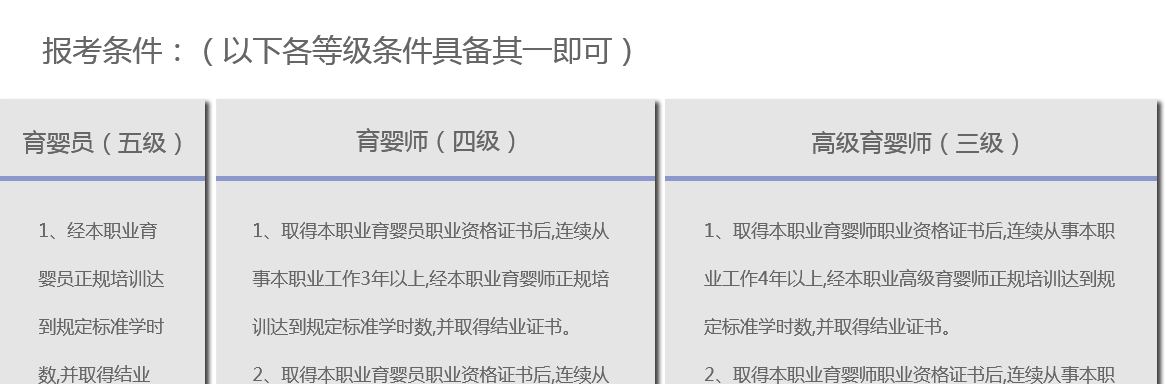 报考条件：（以下各等级条件具备其一即可）
育婴员（五级）
1、经本职业育
婴员正规培训达
到规定标准学时
数,并取得结业
育婴师（四级）
1、取得本职业育婴员职业资格证书后,连续从
事本职业工作3年以上,经本职业育婴师正规培
训达到规定标准学时数,并取得结业证书。
2、取得本职业育婴员职业资格证书后,连续从
高级育婴师（三级）
1、取得本职业育婴师职业资格证书后,连续从事本职
业工作4年以上,经本职业高级育婴师正规培训达到规
定标准学时数,并取得结业证书。
2、取得本职业育婴师职业资格证书后,连续从事本职